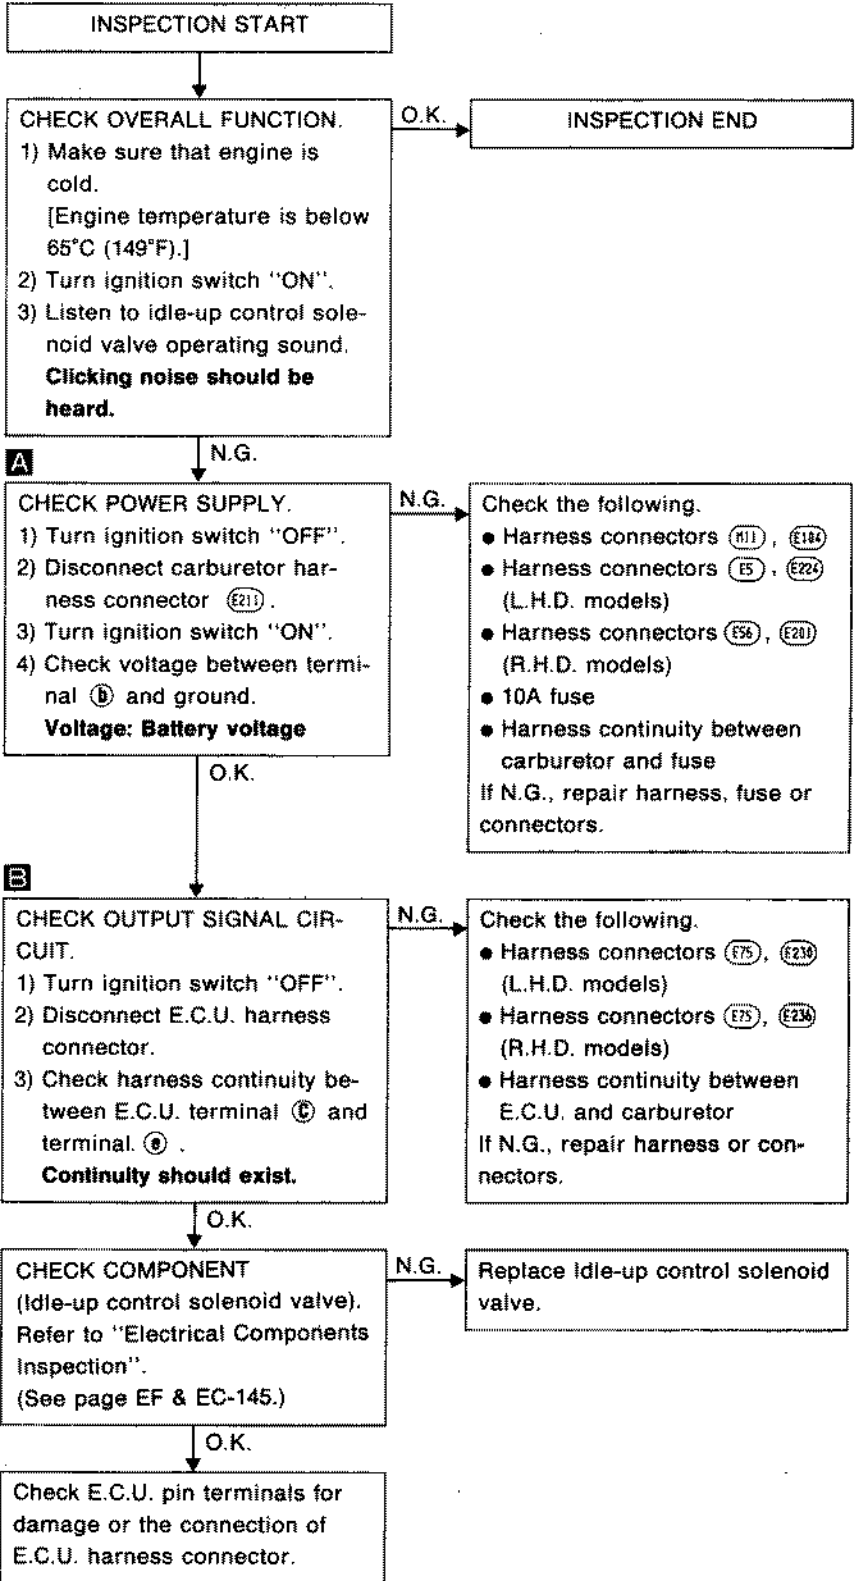 INSPECTION START
CHECK OVERALL FUNCTION.
1) Make sure that engine is
cold.
[Engine temperature is below
65°C (149°F).]
2) Turn ignition switch "ON".
3) Listen to idle-up control sole-
noid valve operating sound.
Clicking noise should be
heard.
O.K.
INSPECTION END
N.G.
A
CHECK POWER SUPPLY.
1) Turn ignition switch "OFF".
2) Disconnect carburetor har-
ness connector E211.
3) Turn ignition switch "ON".
4) Check voltage between termi-
nal b and ground.
Voltage: Battery voltage
N.G.
Check the following.
● Harness connectors M11, E184
● Harness connectors E5, E224
(L.H.D. models)
● Harness connectors E56, E201
(R.H.D. models)
● 10A fuse
● Harness continuity between
carburetor and fuse
If N.G., repair harness, fuse or
connectors.
O.K.
B
CHECK OUTPUT SIGNAL CIR-
CUIT.
1) Turn ignition switch "OFF".
2) Disconnect E.C.U. harness
connector.
3) Check harness continuity be-
tween E.C.U. terminal C and
terminal. e .
Continuity should exist.
N.G.
Check the following.
● Harness connectors E75, E230
(L.H.D. models)
● Harness connectors E75, E236
(R.H.D. models)
● Harness continuity between
E.C.U. and carburetor
If N.G., repair harness or con-
nectors.
O.K.
CHECK COMPONENT
(Idle-up control solenoid valve).
Refer to "Electrical Components
Inspection".
(See page EF & EC-145.)
N.G.
Replace Idle-up control solenoid
valve.
O.K.
Check E.C.U. pin terminals for
damage or the connection of
E.C.U. harness connector.